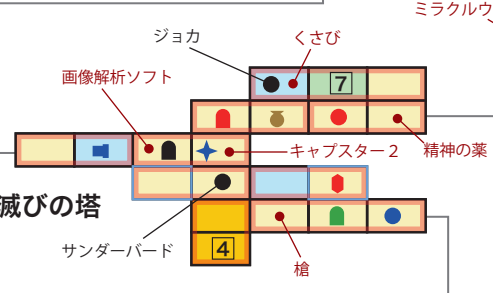 ミラクルウ
ジョカ
くさび
画像解析ソフト
7
キャプスター2
精神の薬
滅びの塔
サンダーバード
4
槍